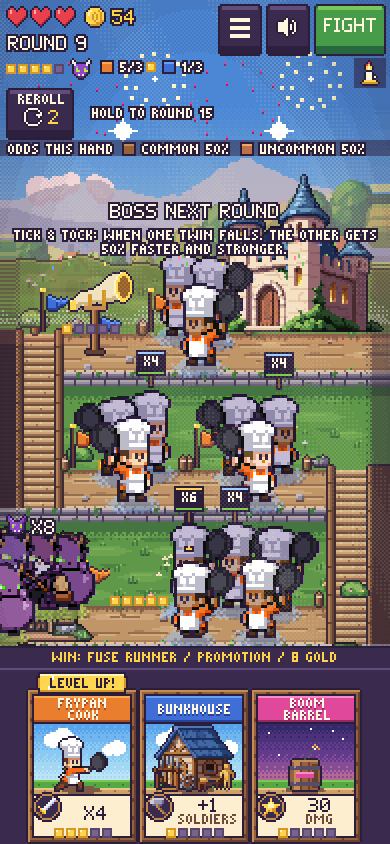 54
FIGHT
ROUND 9
5/3
1/3
REROLL
2
HOLD TO ROUND 15
ODDS THIS HAND COMMON 50% UNCOMMON 50%
BOSS NEXT ROUND
TICK & TOCK: WHEN ONE TWIN FALLS, THE OTHER GETS
50% FASTER AND STRONGER.
X4
X4
X6
X4
X8
WIN: FUSE RUNNER / PROMOTION / 8 GOLD
LEVEL UP!
FRYPAN
COOK
X4
BUNKHOUSE
+1
SOLDIERS
BOOM
BARREL
30
DMG